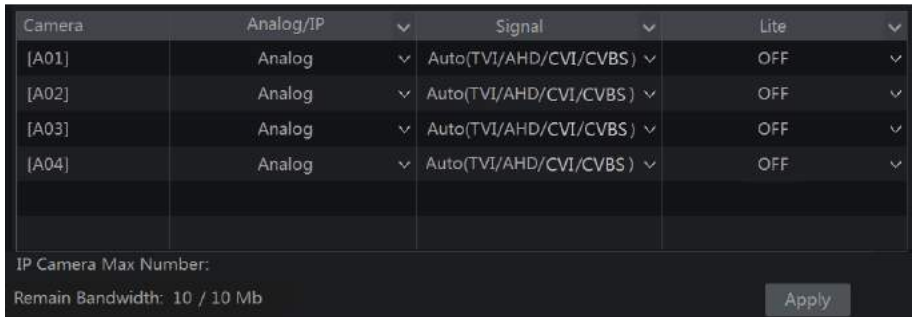 Camera Analog/IP Signal Lite
[A01] Analog Auto(TVI/AHD/CVI/CVBS) OFF
[A02] Analog Auto(TVI/AHD/CVI/CVBS) OFF
[A03] Analog Auto(TVI/AHD/CVI/CVBS) OFF
[A04] Analog Auto(TVI/AHD/CVI/CVBS) OFF
IP Camera Max Number:
Remain Bandwidth: 10 / 10 Mb Apply